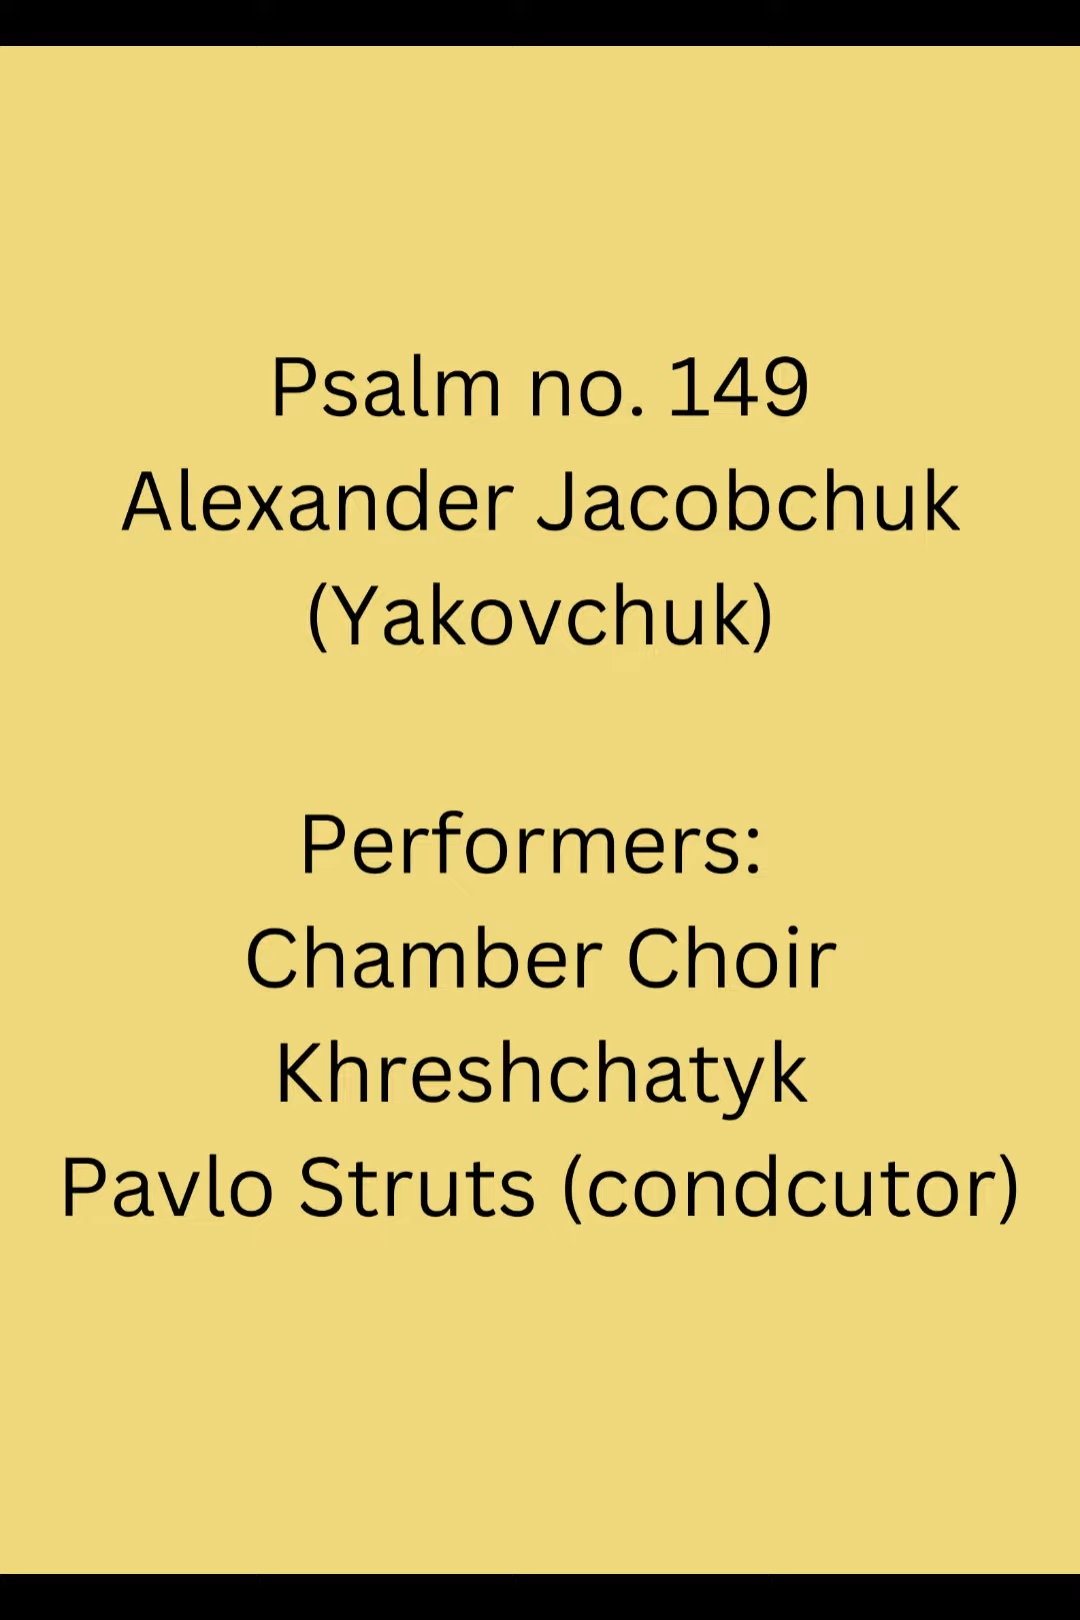 Psalm no. 149
Alexander Jacobchuk
(Yakovchuk)
Performers:
Chamber Choir
Khreshchatyk
Pavlo Struts (condcutor)